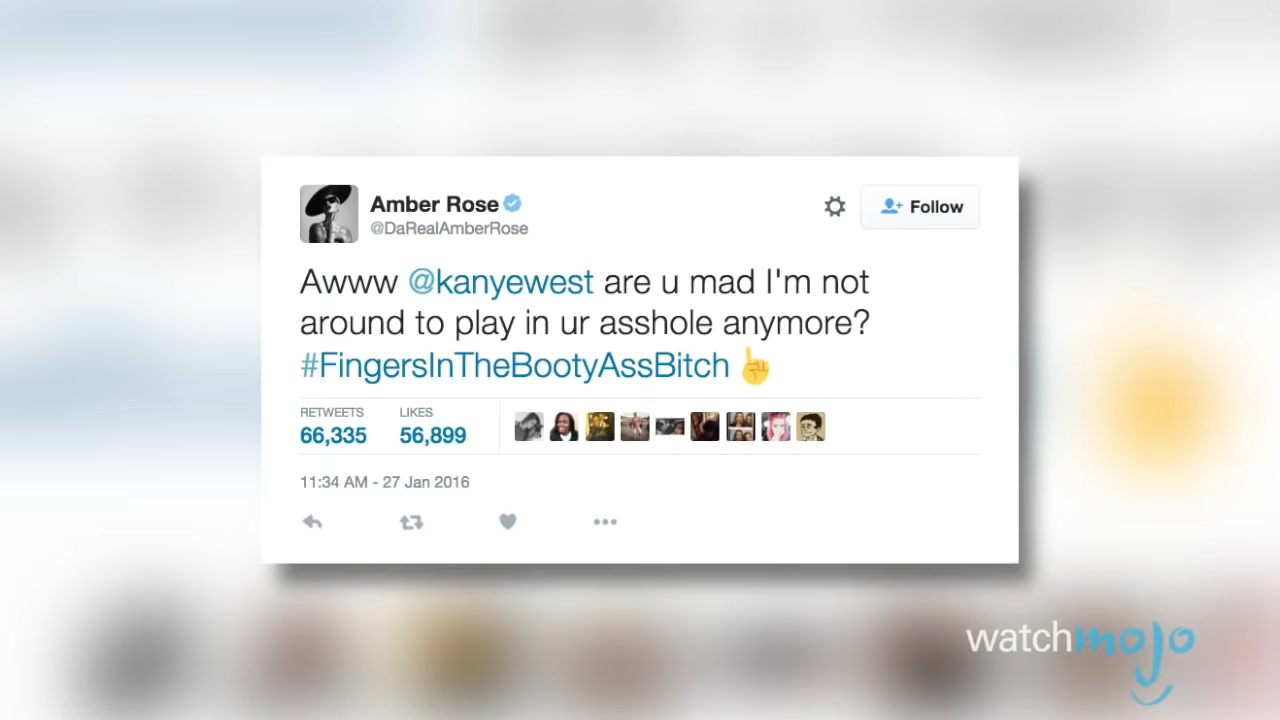 Amber Rose
@DaRealAmberRose
Follow
Awww @kanyewest are u mad I'm not
around to play in ur asshole anymore?
#FingersInTheBootyAssBitch
RETWEETS LIKES
66,335 56,899
11:34 AM - 27 Jan 2016
watchmojo